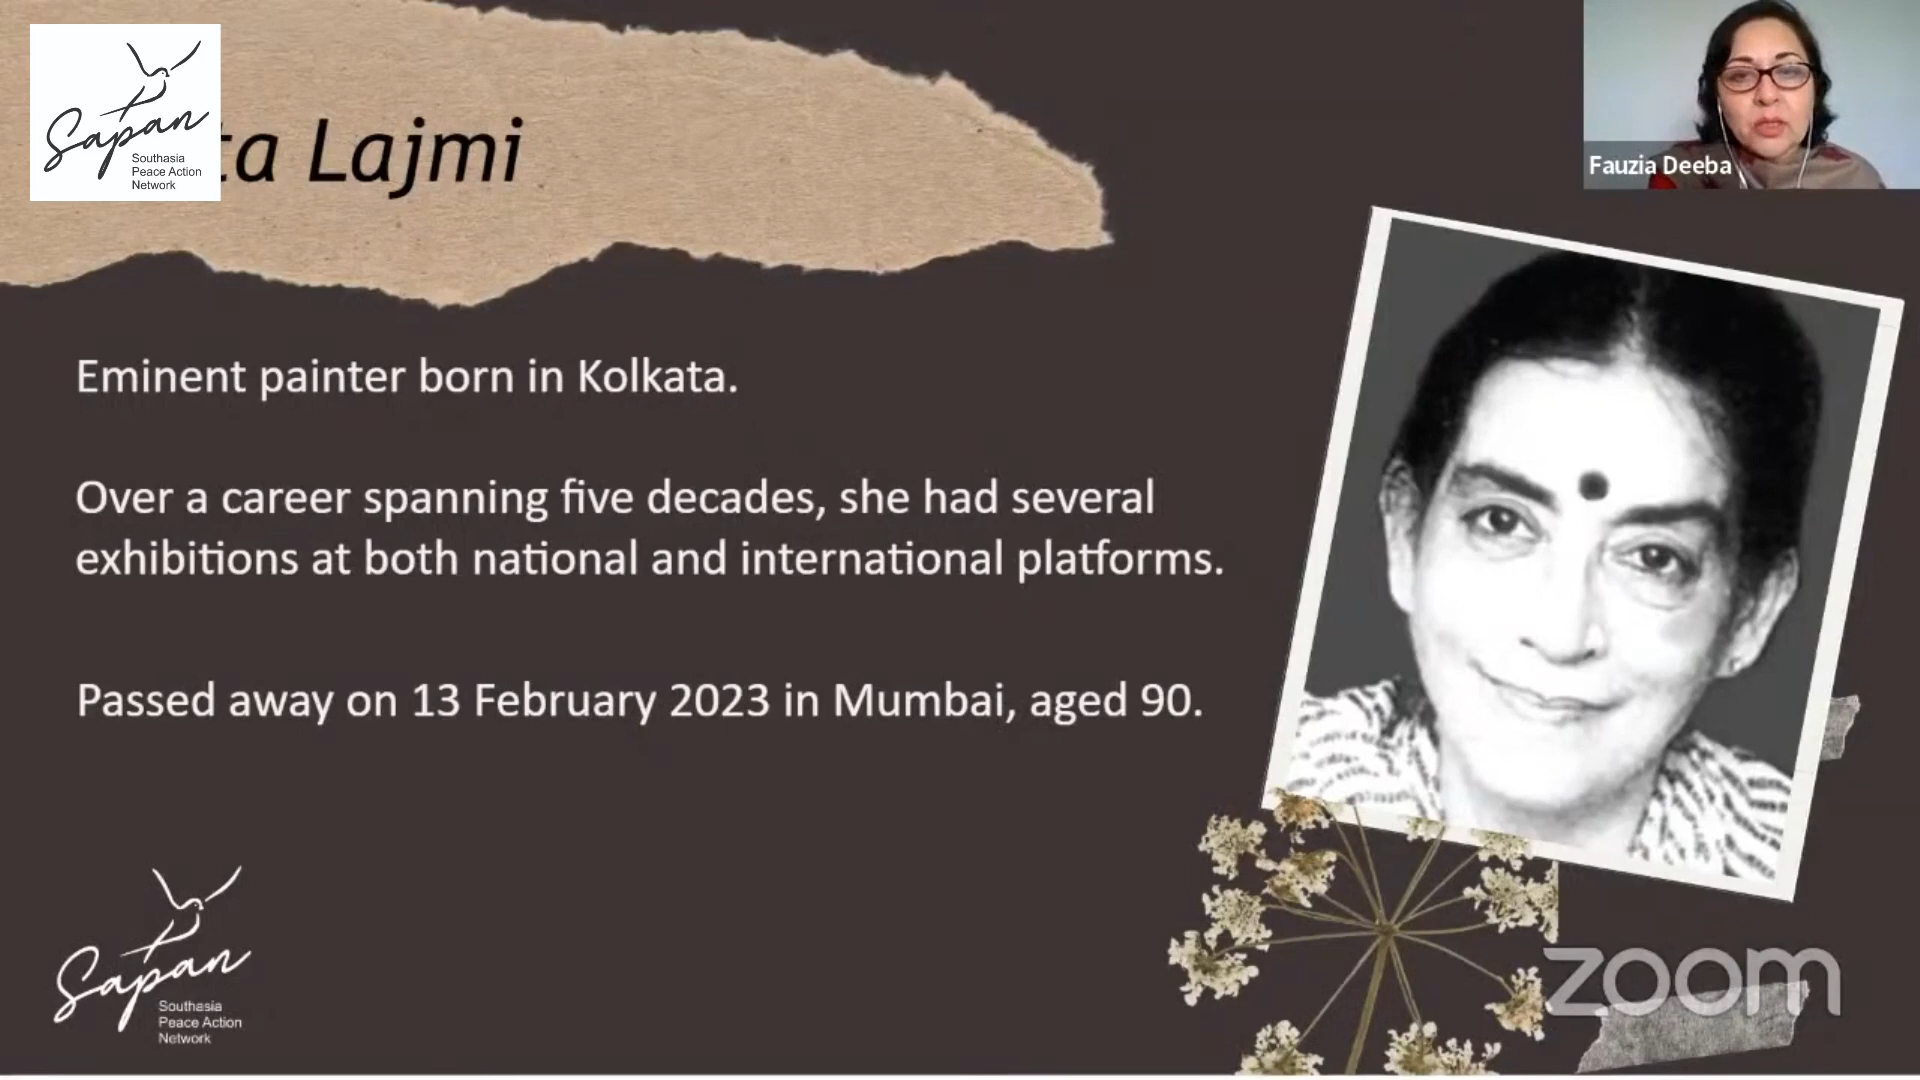 Sapan
Southasia
Peace Action
Network
ta Lajmi
Fauzia Deeba
Eminent painter born in Kolkata.
Over a career spanning five decades, she had several
exhibitions at both national and international platforms.
Passed away on 13 February 2023 in Mumbai, aged 90.
Sapan
Southasia
Peace Action
Network
zoom